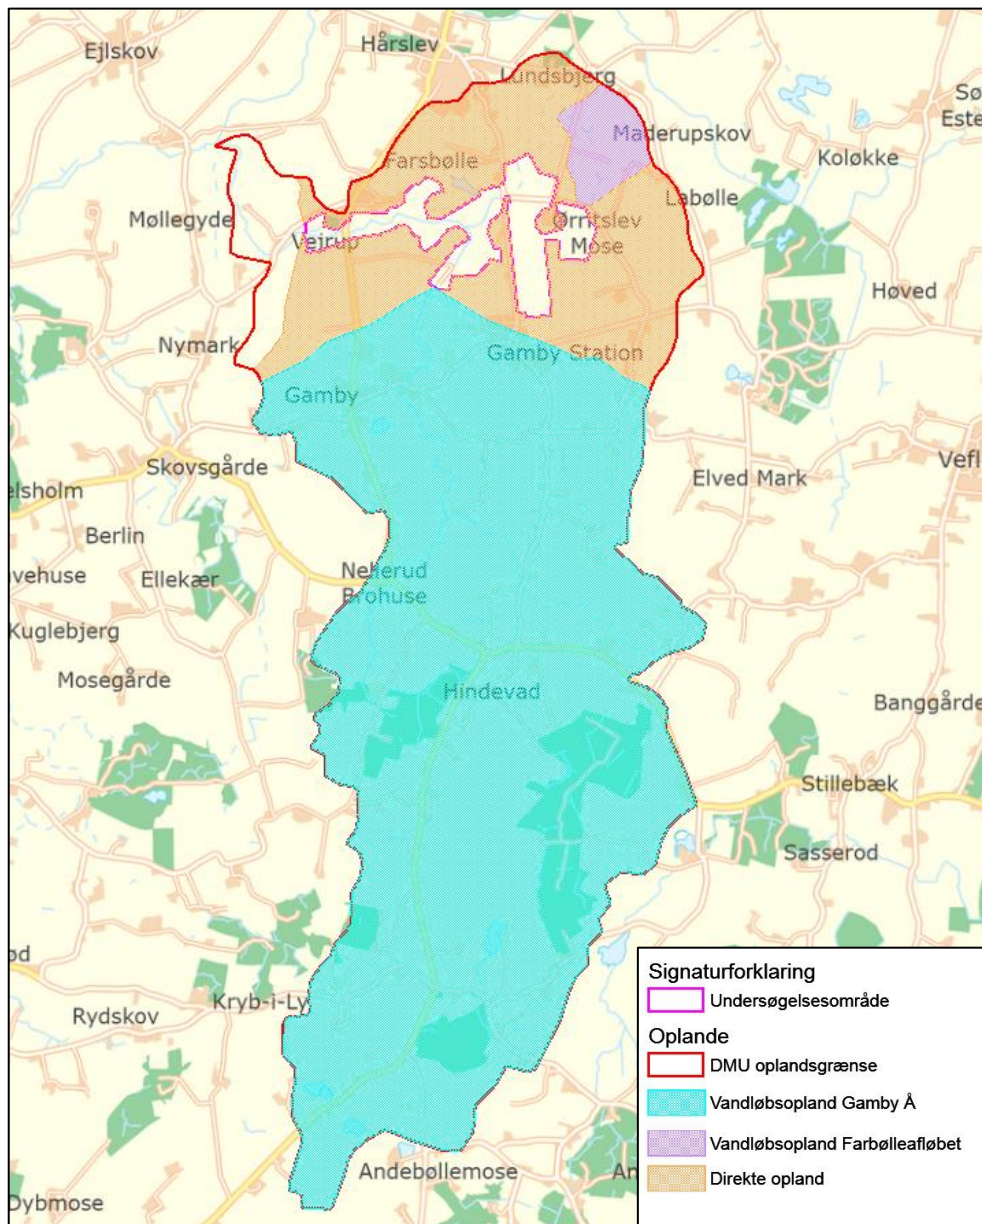 Ejlskov
Hårslev
Lundsbjerg
Sø
Este
Maderupskov
Koløkke
Farsbølle
Labølle
Møllegyde
Vejrup
Ørritslev
Mose
Høved
Nymark
Gamby Station
Gamby
Skovsgårde
Vefl
Elved Mark
elsholm
Berlin
avehuse
Ellekær
Nellerud
Brohuse
Kuglebjerg
Mosegårde
Hindevad
Banggårde
Stillebæk
Sasserod
ød
Kryb-i-Ly
Rydskov
Andebøllemose
An
Dybmose
Signaturforklaring
Undersøgelsesområde
Oplande
DMU oplandsgrænse
Vandløbsopland Gamby Å
Vandløbsopland Farbølleafløbet
Direkte opland